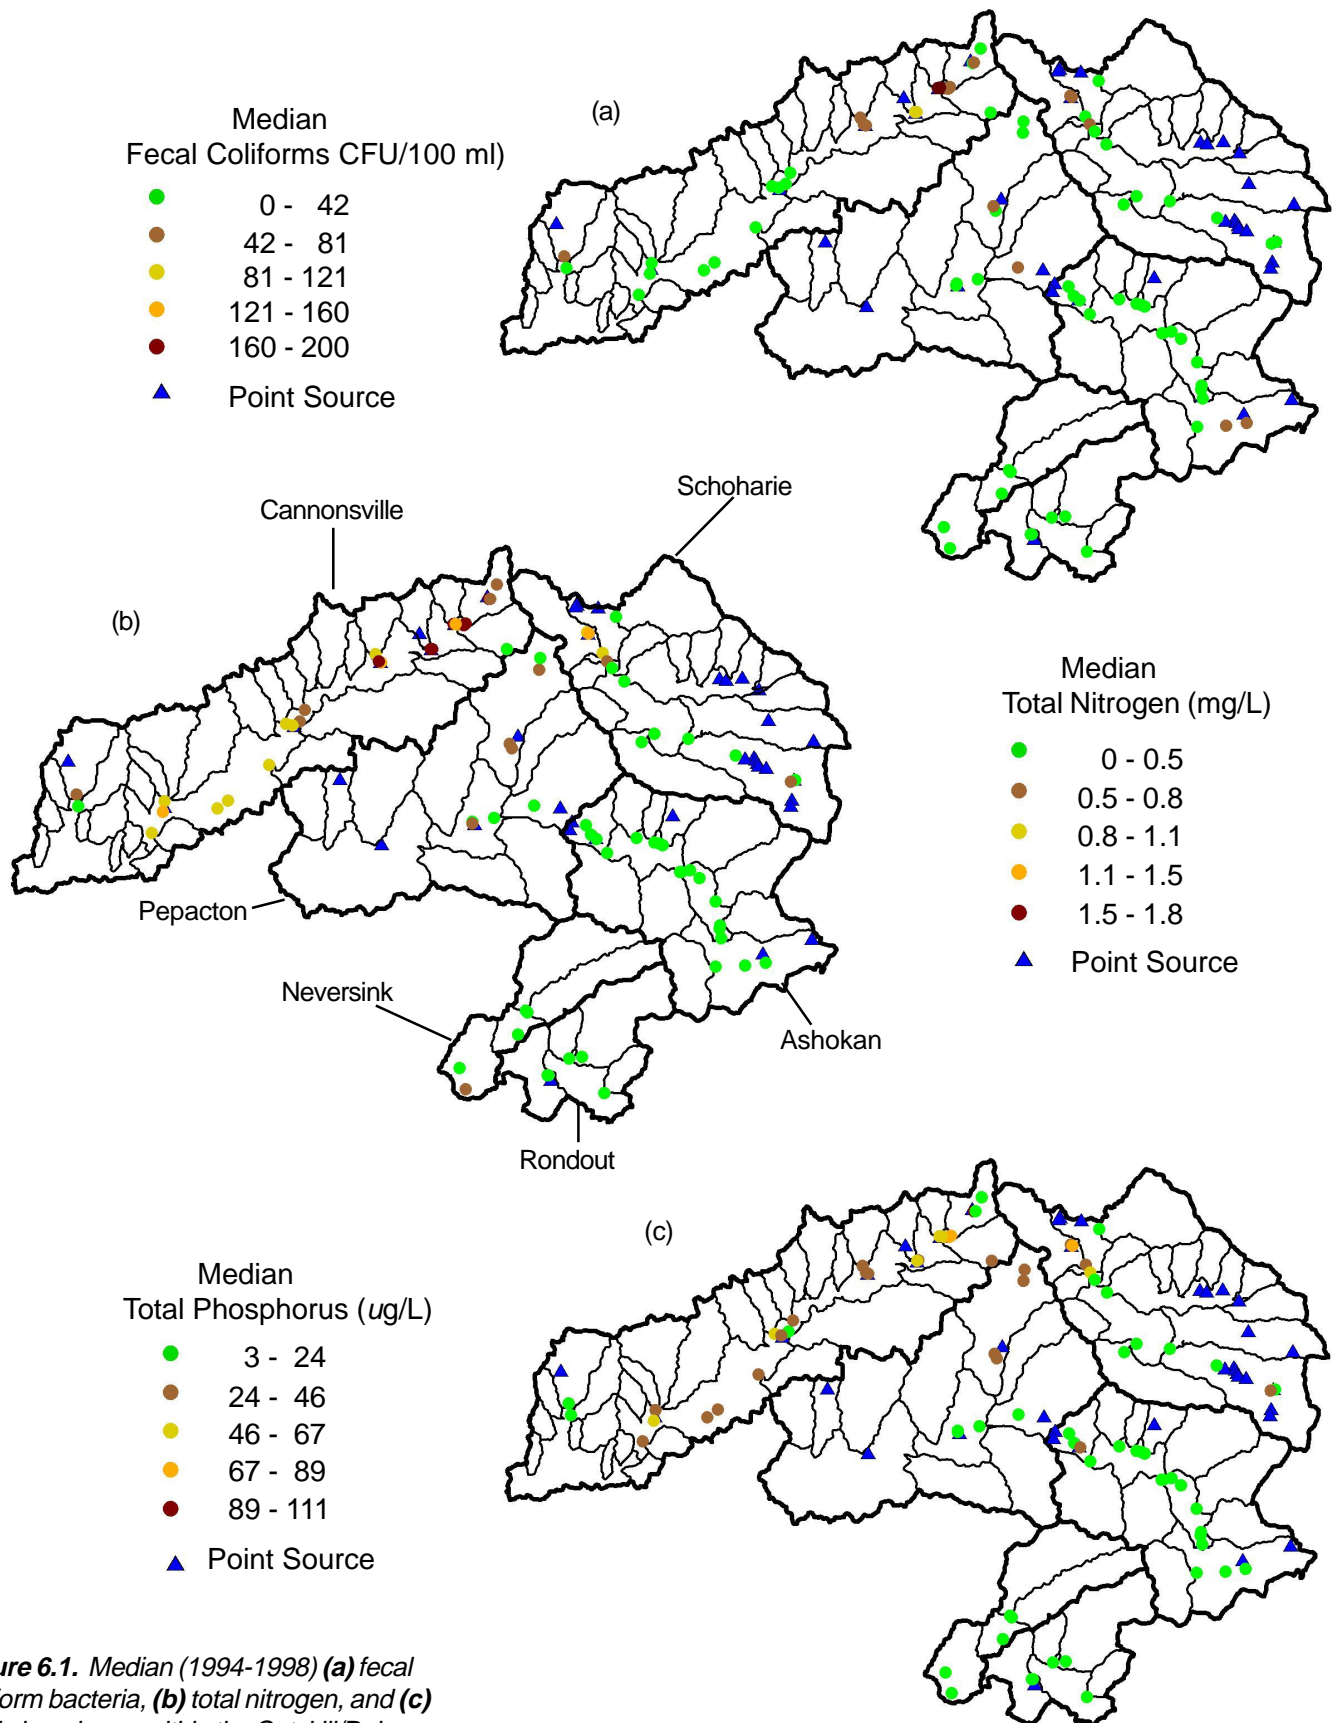 (a)
Median
Fecal Coliforms CFU/100 ml)
0 - 42
42 - 81
81 - 121
121 - 160
160 - 200
Point Source
Cannonsville
Schoharie
(b)
Pepacton
Neversink
Ashokan
Rondout
Median
Total Nitrogen (mg/L)
0 - 0.5
0.5 - 0.8
0.8 - 1.1
1.1 - 1.5
1.5 - 1.8
Point Source
(c)
Median
Total Phosphorus (ug/L)
3 - 24
24 - 46
46 - 67
67 - 89
89 - 111
Point Source
ure 6.1. Median (1994-1998) (a) fecal
form bacteria, (b) total nitrogen, and (c)